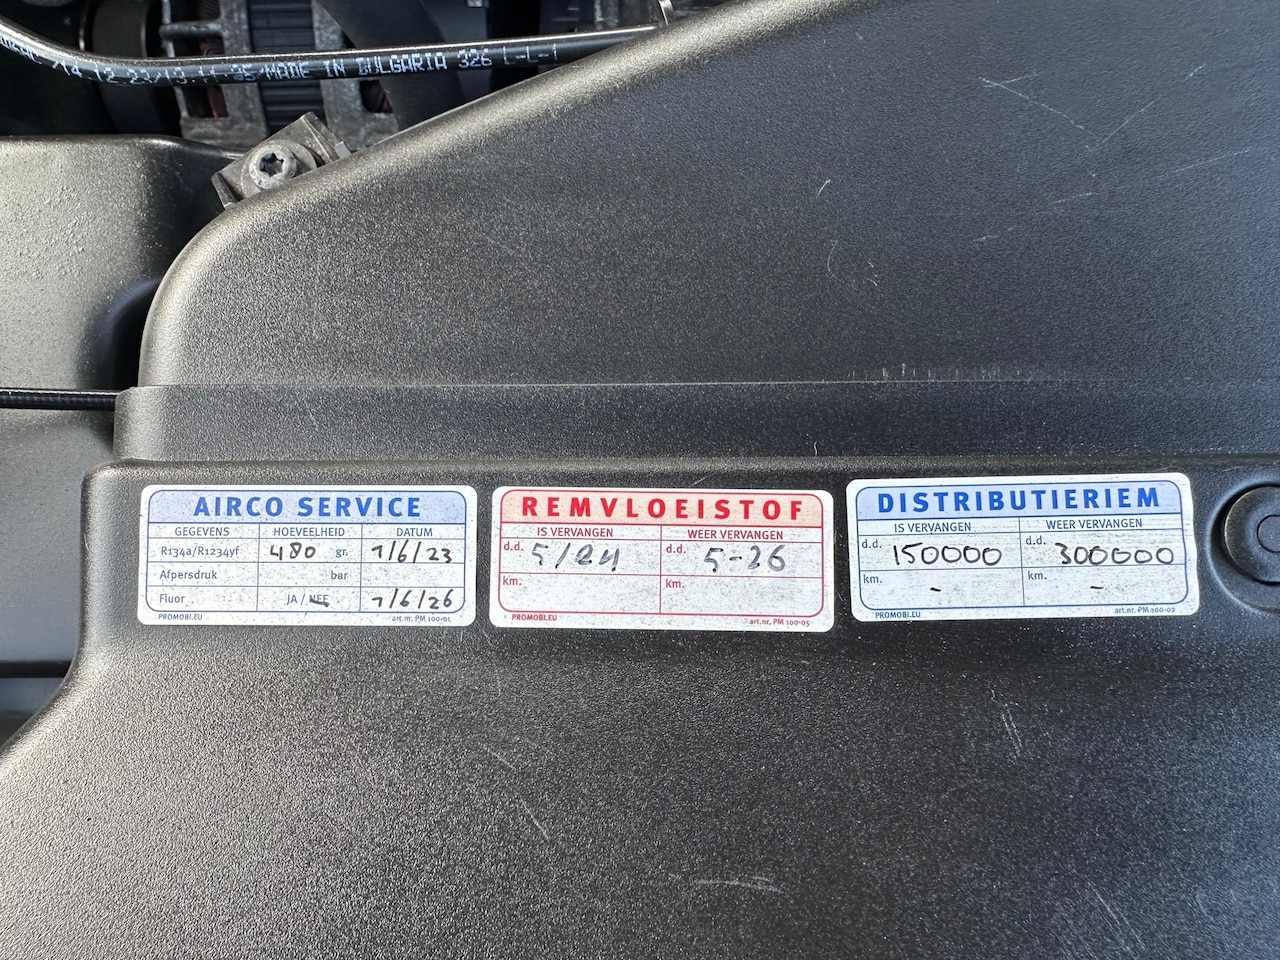 MADE IN BULGARIA 326 L-L-1
AIRCO SERVICE
GEGEVENS HOEVEELHEID DATUM
R134a/R1234yf 480 gr. 1/6/23
Afpersdruk bar
Fluor JA / NEE 1/6/26
PROMOBI.EU art.nr. PM 100-01
REMVLOEISTOF
IS VERVANGEN WEER VERVANGEN
d.d. 5/24 d.d. 5-26
km. km.
PROMOBI.EU art.nr. PM 100-05
DISTRIBUTIERIEM
IS VERVANGEN WEER VERVANGEN
d.d. 150000 d.d. 300000
km. - km. -
PROMOBI.EU art.nr. PM 100-02